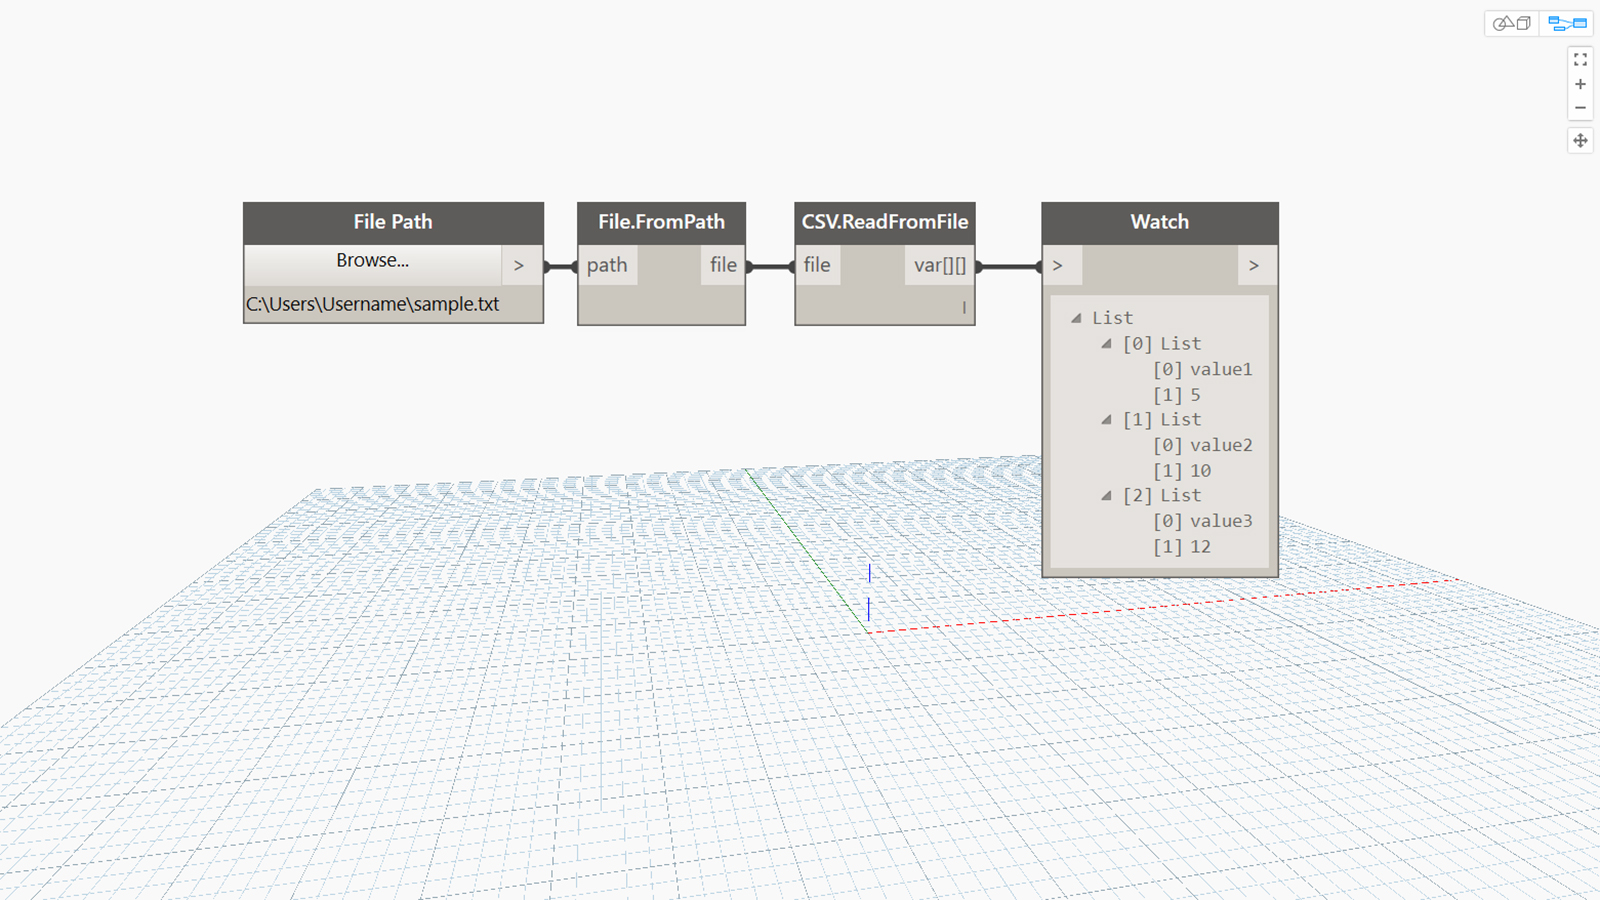 File Path
Browse...
>
C:\Users\Username\sample.txt
File.FromPath
path
file
CSV.ReadFromFile
file
var[][]
|
Watch
>
>
List
[0] List
[0] value1
[1] 5
[1] List
[0] value2
[1] 10
[2] List
[0] value3
[1] 12